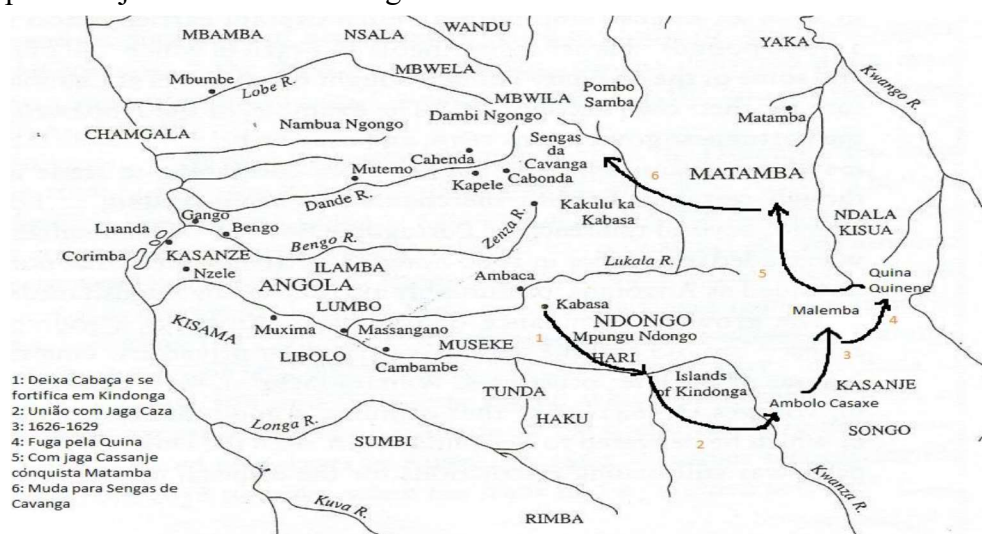 MBAMBA
NSALA
WANDU
MBWELA
Mbumbe
Lobe R.
MBWILA
Dambi Ngongo
Pombo
Samba
YAKA
Kwango R.
Matamba
CHAMGALA
Nambua Ngongo
Sengas
da
Cavanga
Cahenda
Mutemo
Kapele
Cabonda
6
MATAMBA
Dande R.
Kakulu ka
Kabasa
NDALA
KISUA
Gango
Luanda
Bengo
Bengo R.
Zenza R.
Corimba
KASANZE
Nzele
ILAMBA
Lukala R.
5
Quina
Quinene
ANGOLA
Ambaca
LUMBO
Kabasa
Malemba
4
KISAMA
Muxima
Massangano
NDONGO
Mpungu Ndongo
1
MUSEKE
HARI
3
LIBOLO
Cambambe
Islands
of Kindonga
KASANJE
TUNDA
Ambolo Casaxe
HAKU
SONGO
Longa R.
SUMBI
2
Kwanza R.
Kuva R.
RIMBA
1: Deixa Cabaça e se
fortifica em Kindonga
2: União com Jaga Caza
3: 1626-1629
4: Fuga pela Quina
5: Com jaga Cassanje
conquista Matamba
6: Muda para Sengas de
Cavanga